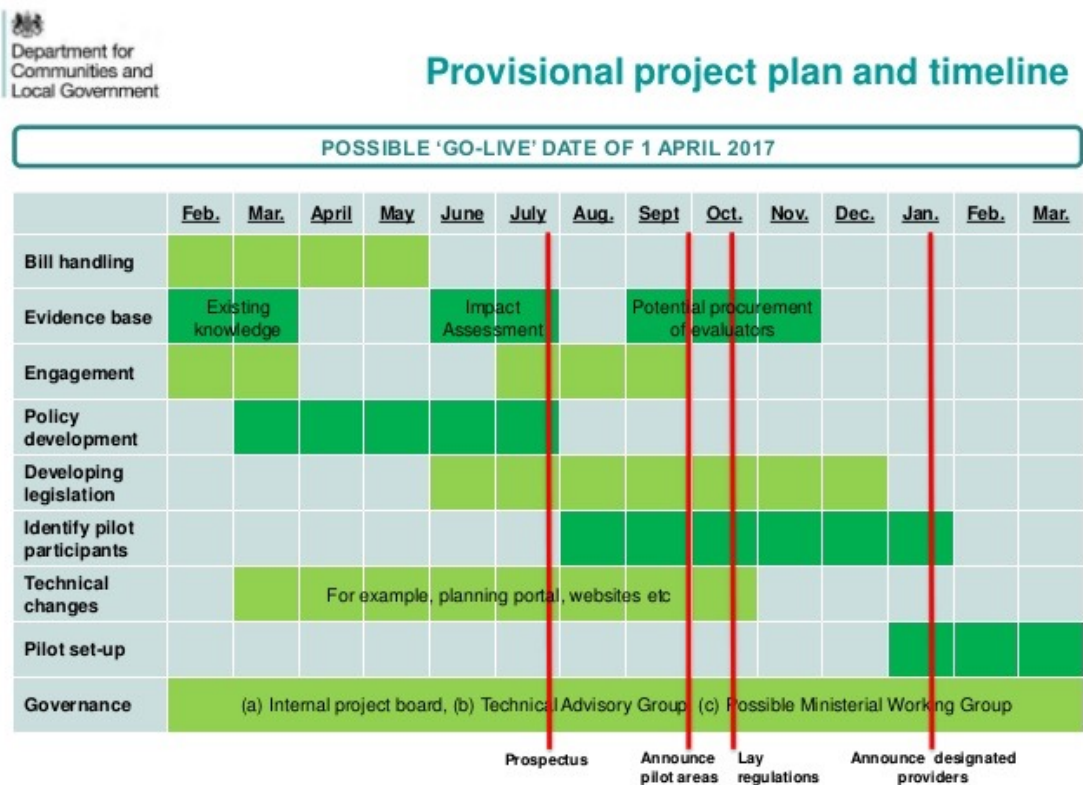 Department for
Communities and
Local Government
Provisional project plan and timeline
POSSIBLE ‘GO-LIVE’ DATE OF 1 APRIL 2017
Feb. Mar. April May June July Aug. Sept Oct. Nov. Dec. Jan. Feb. Mar.
Bill handling
Evidence base
Existing
knowledge
Impact
Assessment
Potential procurement
of evaluators
Engagement
Policy
development
Developing
legislation
Identify pilot
participants
Technical
changes
For example, planning portal, websites etc
Pilot set-up
Governance
(a) Internal project board, (b) Technical Advisory Group (c) Possible Ministerial Working Group
Prospectus
Announce
pilot areas
Lay
regulations
Announce designated
providers